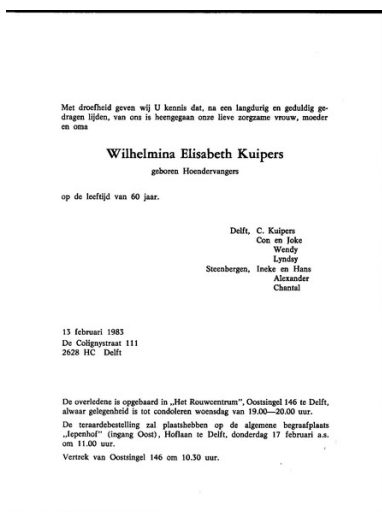 Met droefheid geven wij U kennis dat, na een langdurig en geduldig ge-
dragen lijden, van ons is heengegaan onze lieve zorgzame vrouw, moeder
en oma
Wilhelmina Elisabeth Kuipers
geboren Hoendervangers
op de leeftijd van 60 jaar.
Delft, C. Kuipers
Con en Joke
Wendy
Lyndsy
Steenbergen, Ineke en Hans
Alexander
Chantal
13 februari 1983
De Colignystraat 111
2628 HC Delft
De overledene is opgebaard in „Het Rouwcentrum”, Oostsingel 146 te Delft,
alwaar gelegenheid is tot condoleren woensdag van 19.00—20.00 uur.
De teraardebestelling zal plaatshebben op de algemene begraafplaats
„Iepenhof” (ingang Oost), Hoflaan te Delft, donderdag 17 februari a.s.
om 11.00 uur.
Vertrek van Oostsingel 146 om 10.30 uur.